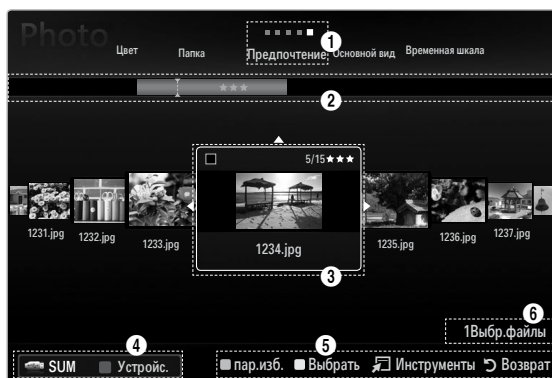 Photo
Цвет Папка Предпочтение Основной вид Временная шкала
1
★★★
2
5/15★★★
1231.jpg 1232.jpg 1233.jpg 1234.jpg 1235.jpg 1236.jpg 1237.jpg
3
6
1Выбр.файлы
4 5
SUM Устройс. пар.изб. Выбрать Инструменты Возврат